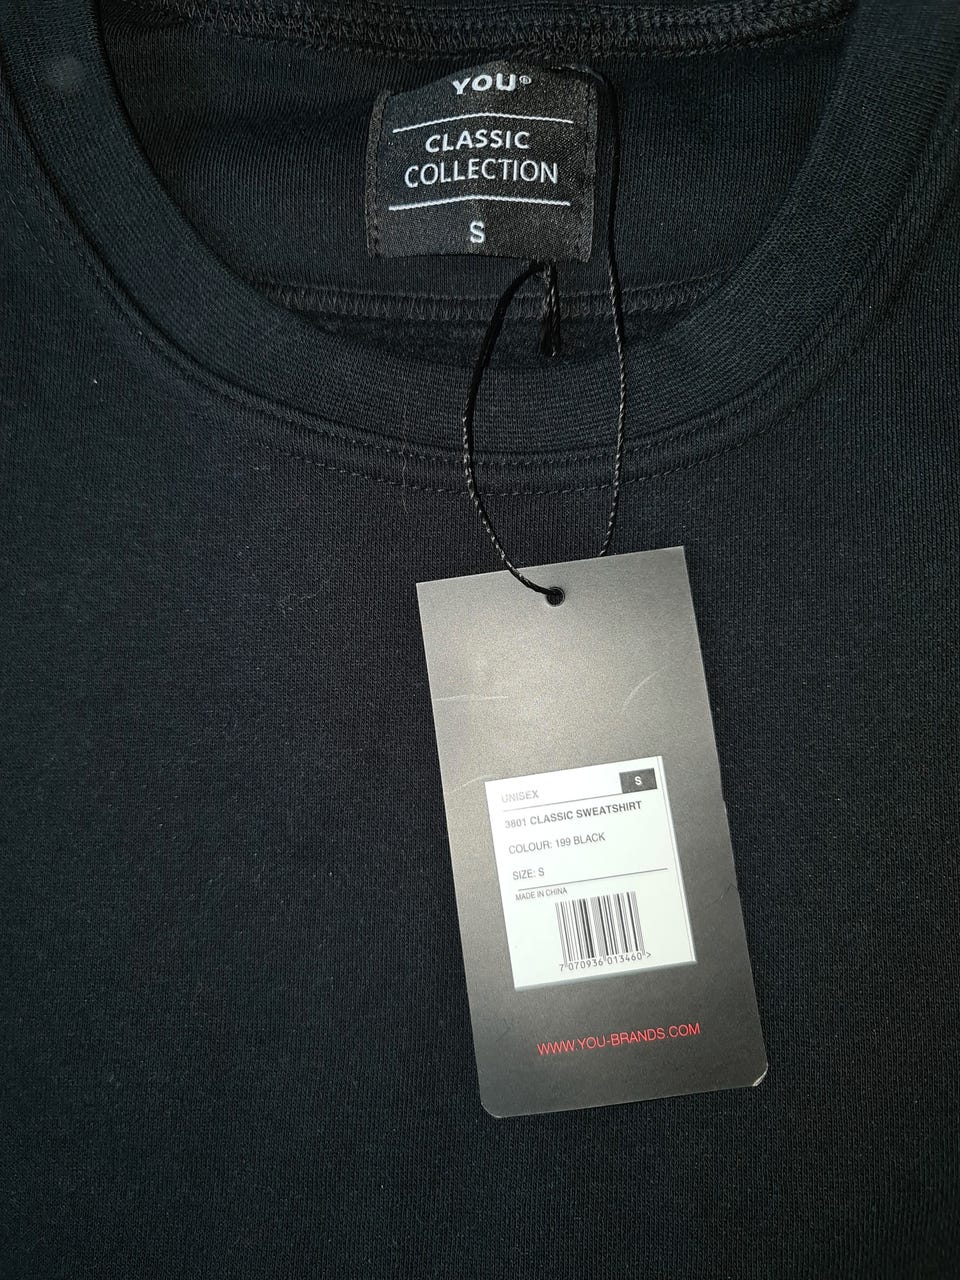 YOU®
CLASSIC
COLLECTION
S
UNISEX
S
3801 CLASSIC SWEATSHIRT
COLOUR: 199 BLACK
SIZE: S
MADE IN CHINA
7 070936 013460 >
WWW.YOU-BRANDS.COM